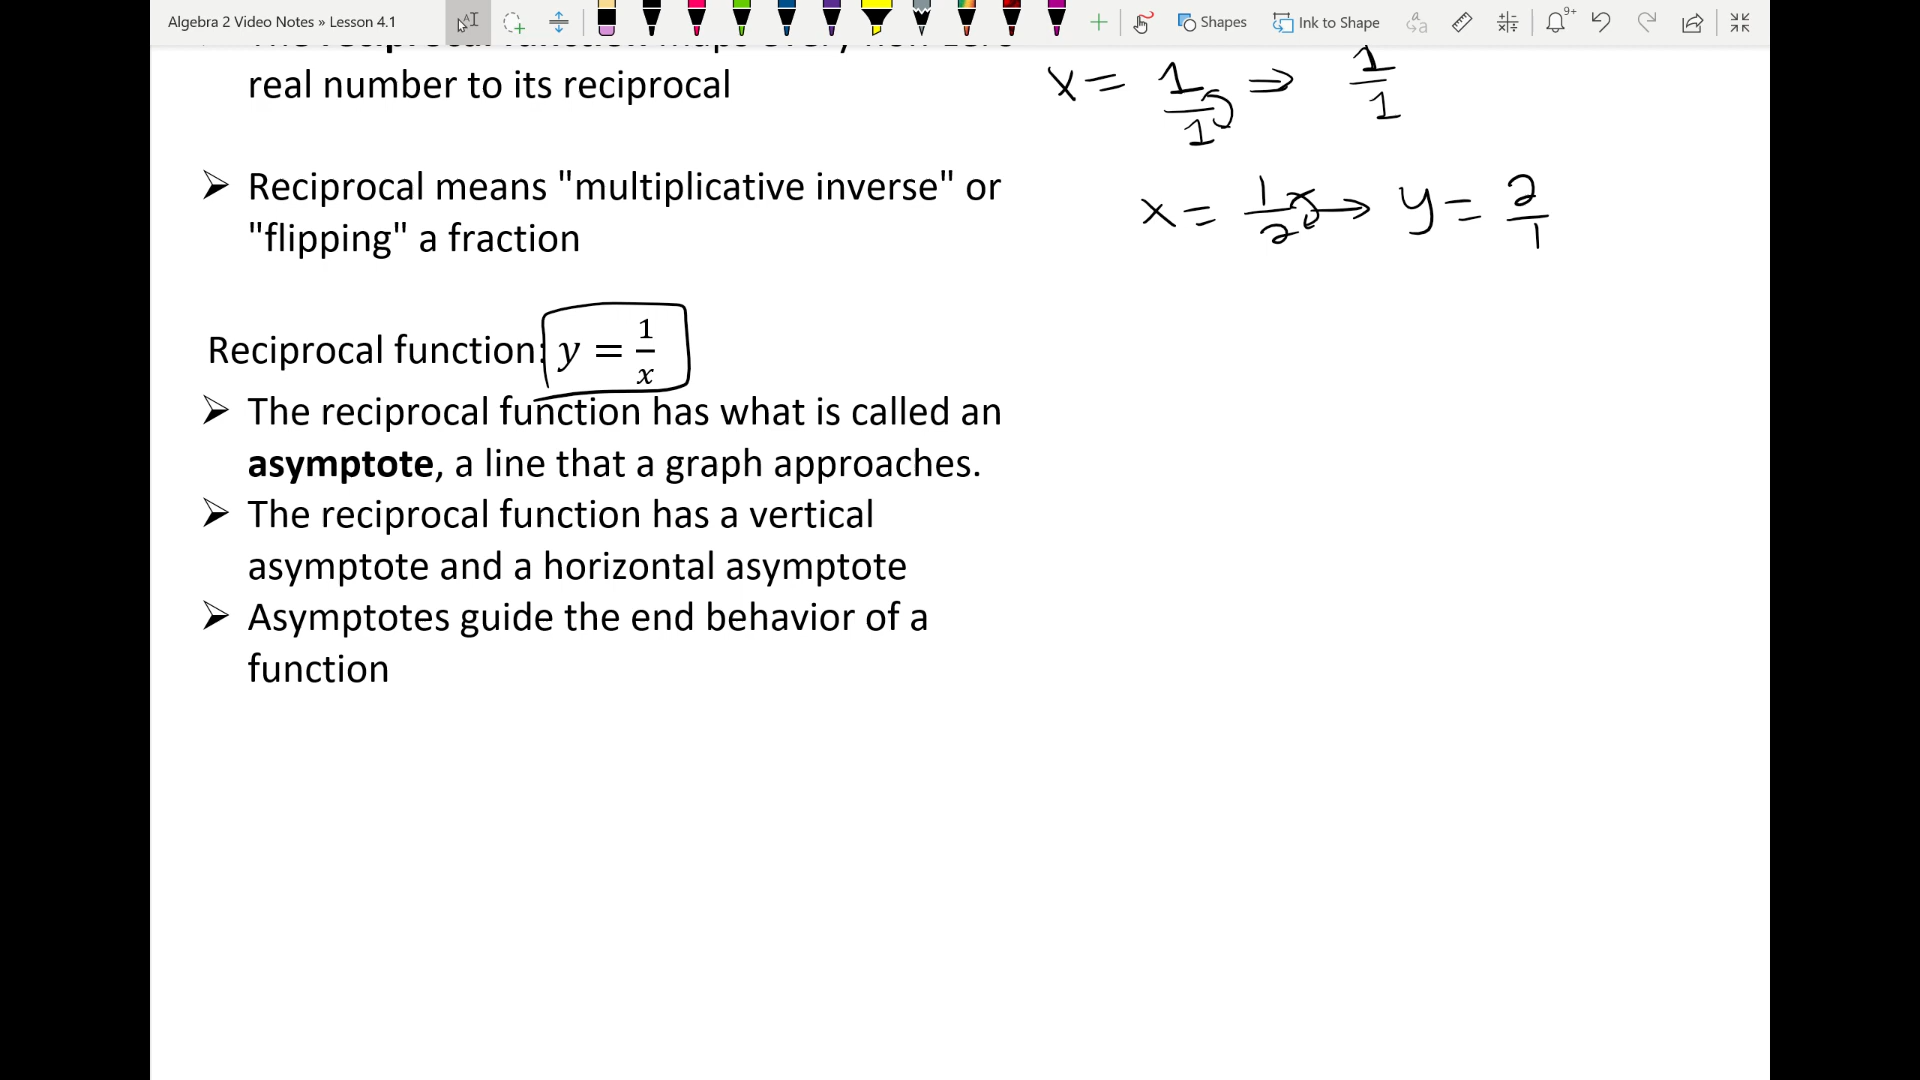 Algebra 2 Video Notes » Lesson 4.1
Shapes
Ink to Shape
9+
real number to its reciprocal
x = 1/1 ⇒ 1/1
➢ Reciprocal means "multiplicative inverse" or
"flipping" a fraction
x = 1/2 → y = 2/1
Reciprocal function: y = 1/x
➢ The reciprocal function has what is called an
asymptote, a line that a graph approaches.
➢ The reciprocal function has a vertical
asymptote and a horizontal asymptote
➢ Asymptotes guide the end behavior of a
function